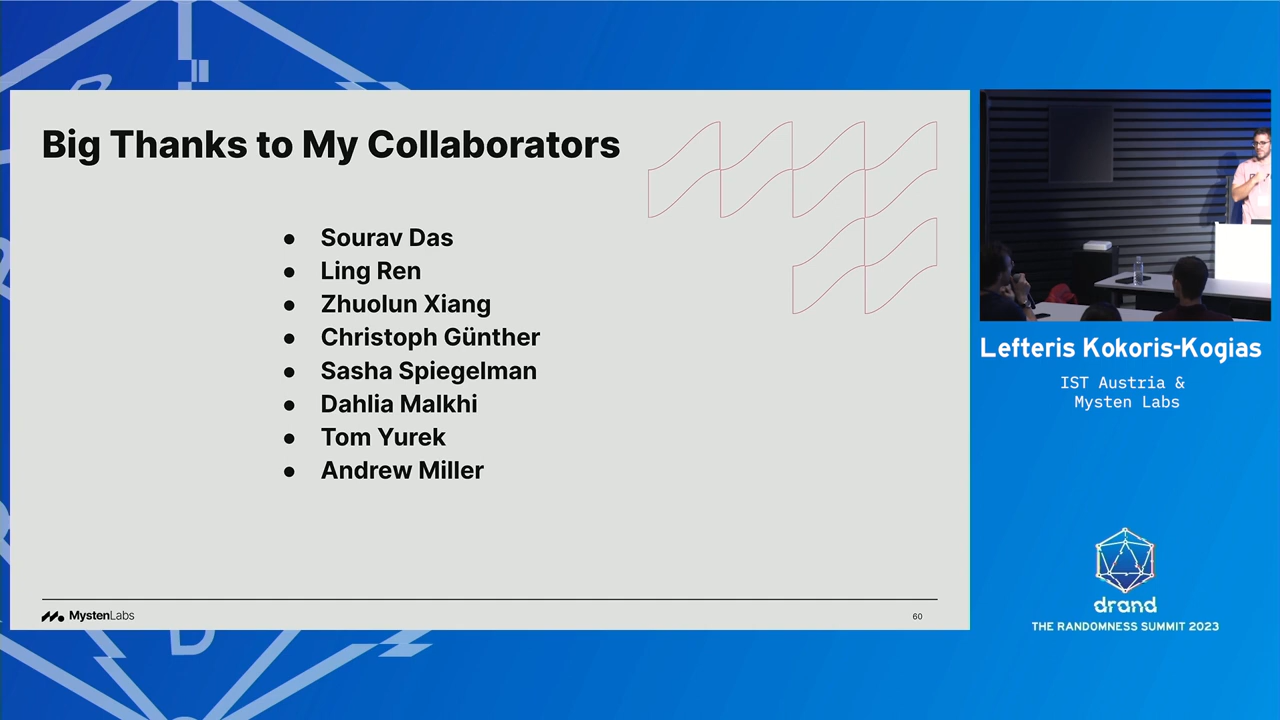 Big Thanks to My Collaborators
● Sourav Das
● Ling Ren
● Zhuolun Xiang
● Christoph Günther
● Sasha Spiegelman
● Dahlia Malkhi
● Tom Yurek
● Andrew Miller
MystenLabs
60
Lefteris Kokoris-Kogias
IST Austria &
Mysten Labs
drand
THE RANDOMNESS SUMMIT 2023